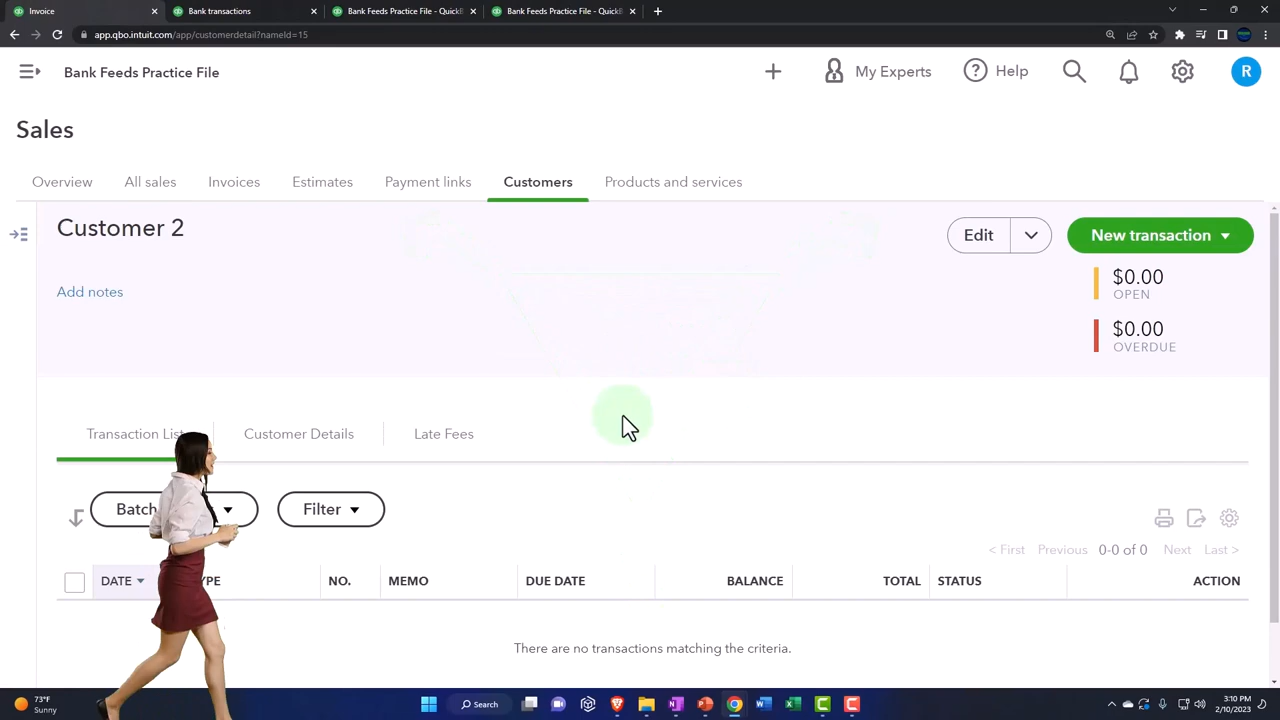 Invoice
Bank transactions
Bank Feeds Practice File - QuickB
Bank Feeds Practice File - QuickB
app.qbo.intuit.com/app/customerdetail?nameId=15
Bank Feeds Practice File
My Experts
Help
R
Sales
Overview
All sales
Invoices
Estimates
Payment links
Customers
Products and services
Customer 2
Edit
New transaction
$0.00
OPEN
Add notes
$0.00
OVERDUE
Transaction List
Customer Details
Late Fees
Batch
Filter
< First
Previous
0-0 of 0
Next
Last >
DATE
YPE
NO.
MEMO
DUE DATE
BALANCE
TOTAL
STATUS
ACTION
There are no transactions matching the criteria.
73°F
Sunny
Search
3:10 PM
2/10/2023